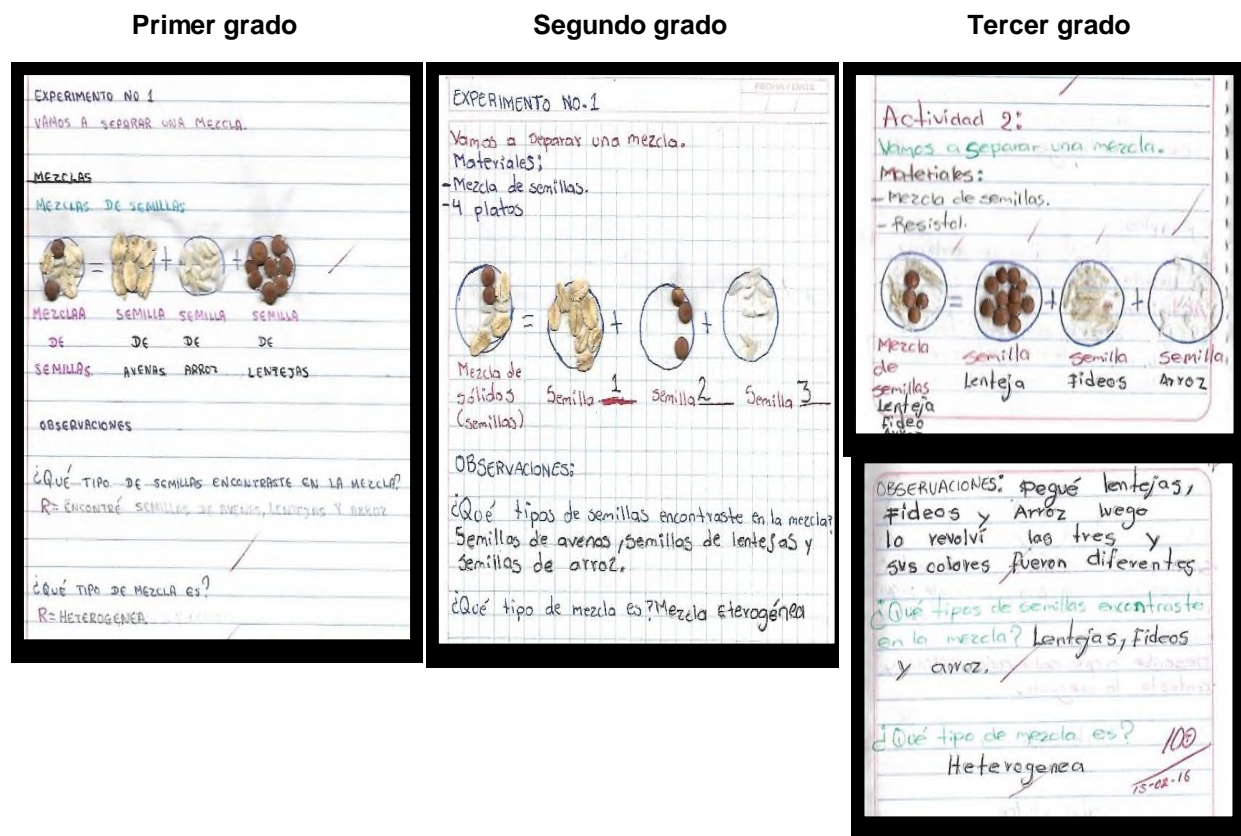 Primer grado
Segundo grado
Tercer grado
EXPERIMENTO NO 1
VAMOS A SEPARAR UNA MEZCLA.
MEZCLAS
MEZCLAS DE SEMILLAS
= + +
MEZCLAA SEMILLA SEMILLA SEMILLA
DE DE DE DE
SEMILLAS AVENAS ARROZ LENTEJAS
OBSERVACIONES
¿QUÉ TIPO DE SEMILLAS ENCONTRASTE EN LA MEZCLA?
R= ENCONTRÉ SEMILLAS DE AVENAS, LENTEJAS Y ARROZ
¿QUÉ TIPO DE MEZCLA ES?
R= HETEROGENEA
EXPERIMENTO NO.1
Vamos a separar una mezcla.
Materiales:
-Mezcla de semillas.
-4 platos
= + +
Mezcla de
sólidos Semilla 1 Semilla 2 Semilla 3
(semillas)
OBSERVACIONES:
¿Qué tipos de semillas encontraste en la mezcla?
Semillas de avenas, semillas de lentejas y
semillas de arroz.
¿Qué tipo de mezcla es? Mezcla Eterogénea
Actividad 2:
Vamos a separar una mezcla.
Materiales:
- Mezcla de semillas.
- Resistol.
= + +
Mezcla semilla semilla semilla
de Lenteja Fideos Arroz
semillas
Lenteja
Fideo
OBSERVACIONES: Pegué lentejas,
Fideos y Arroz luego
lo revolví las tres y
sus colores fueron diferentes
¿Qué tipos de semillas encontraste
en la mezcla? Lentejas, Fideos
y arroz.
¿Qué tipo de mezcla es? 100
Heterogenea 15-02-16